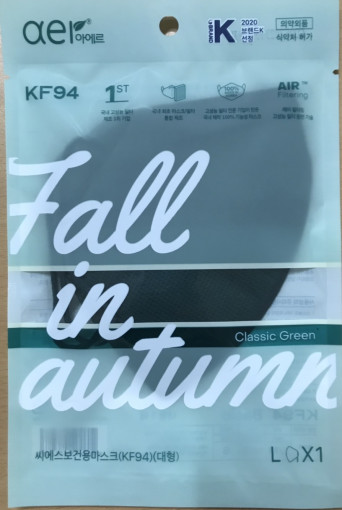 aer 아에르
BRAND K
2020
브랜드K
선정
의약외품
식약처 허가
KF94
1ST
AIR™
Filtering
Fall
in
Classic Green
autumn
씨에스보건용마스크(KF94)(대형)
L a X1